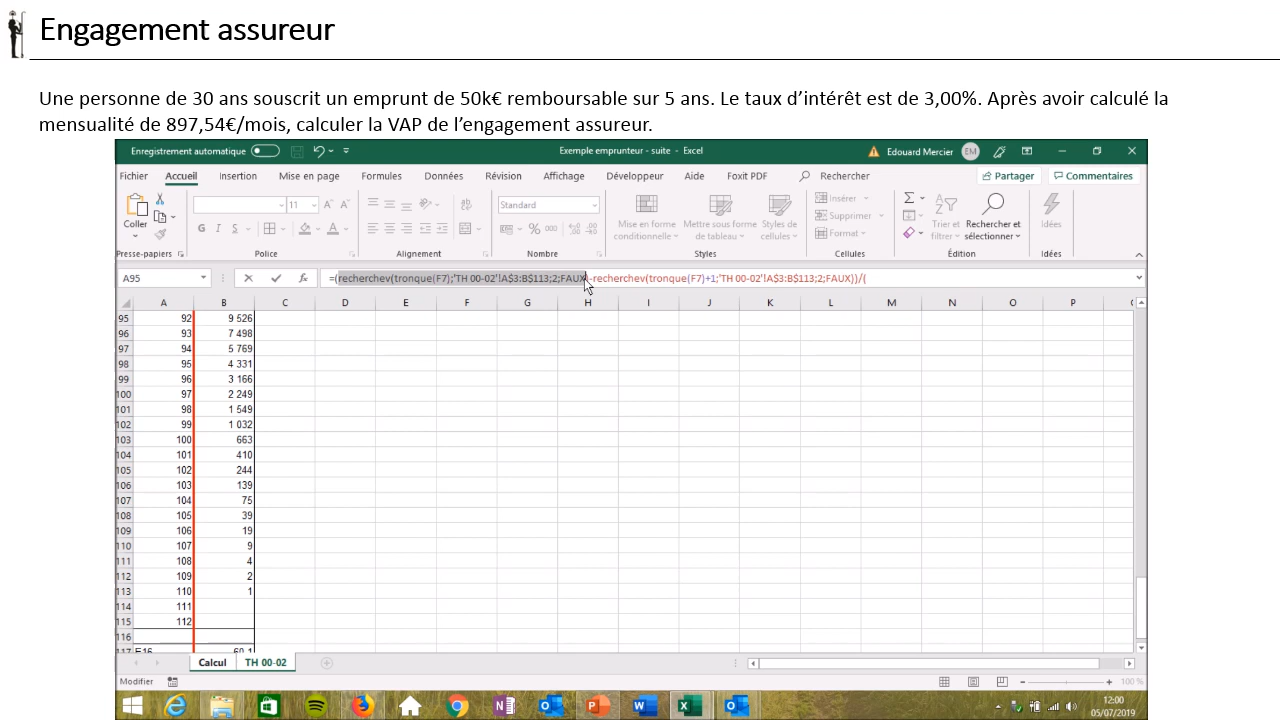 Engagement assureur
Une personne de 30 ans souscrit un emprunt de 50k€ remboursable sur 5 ans. Le taux d’intérêt est de 3,00%. Après avoir calculé la
mensualité de 897,54€/mois, calculer la VAP de l’engagement assureur.
Enregistrement automatique Exemple emprunteur - suite - Excel Edouard Mercier EM
Fichier Accueil Insertion Mise en page Formules Données Révision Affichage Développeur Aide Foxit PDF Rechercher Partager Commentaires
Coller 11 Standard Mise en forme Mettre sous forme Styles de Insérer Trier et Rechercher et Idées
G I S % 000 conditionnelle de tableau cellules Supprimer filtrer sélectionner
Format
Presse-papiers Police Alignement Nombre Styles Cellules Édition Idées
A95 fx =(recherchev(tronque(F7);'TH 00-02'!A$3:B$113;2;FAUX)-recherchev(tronque(F7)+1;'TH 00-02'!A$3:B$113;2;FAUX))/(
A B C D E F G H I J K L M N O P
95 92 9 526
96 93 7 498
97 94 5 769
98 95 4 331
99 96 3 166
100 97 2 249
101 98 1 549
102 99 1 032
103 100 663
104 101 410
105 102 244
106 103 139
107 104 75
108 105 39
109 106 19
110 107 9
111 108 4
112 109 2
113 110 1
114 111
115 112
116
117 E16 60,1
Calcul TH 00-02
Modifier 100 %
12:00
05/07/2019